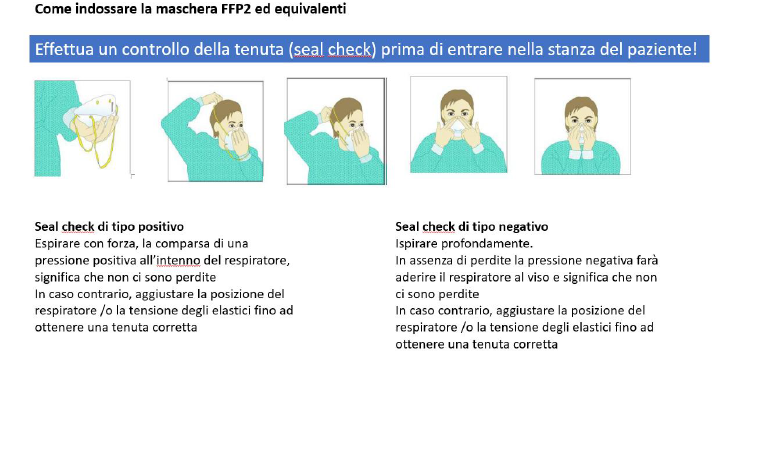 Come indossare la maschera FFP2 ed equivalenti
Effettua un controllo della tenuta (seal check) prima di entrare nella stanza del paziente!
Seal check di tipo positivo
Espirare con forza, la comparsa di una
pressione positiva all'intenno del respiratore,
significa che non ci sono perdite
In caso contrario, aggiustare la posizione del
respiratore /o la tensione degli elastici fino ad
ottenere una tenuta corretta
Seal check di tipo negativo
Ispirare profondamente.
In assenza di perdite la pressione negativa farà
aderire il respiratore al viso e significa che non
ci sono perdite
In caso contrario, aggiustare la posizione del
respiratore /o la tensione degli elastici fino ad
ottenere una tenuta corretta